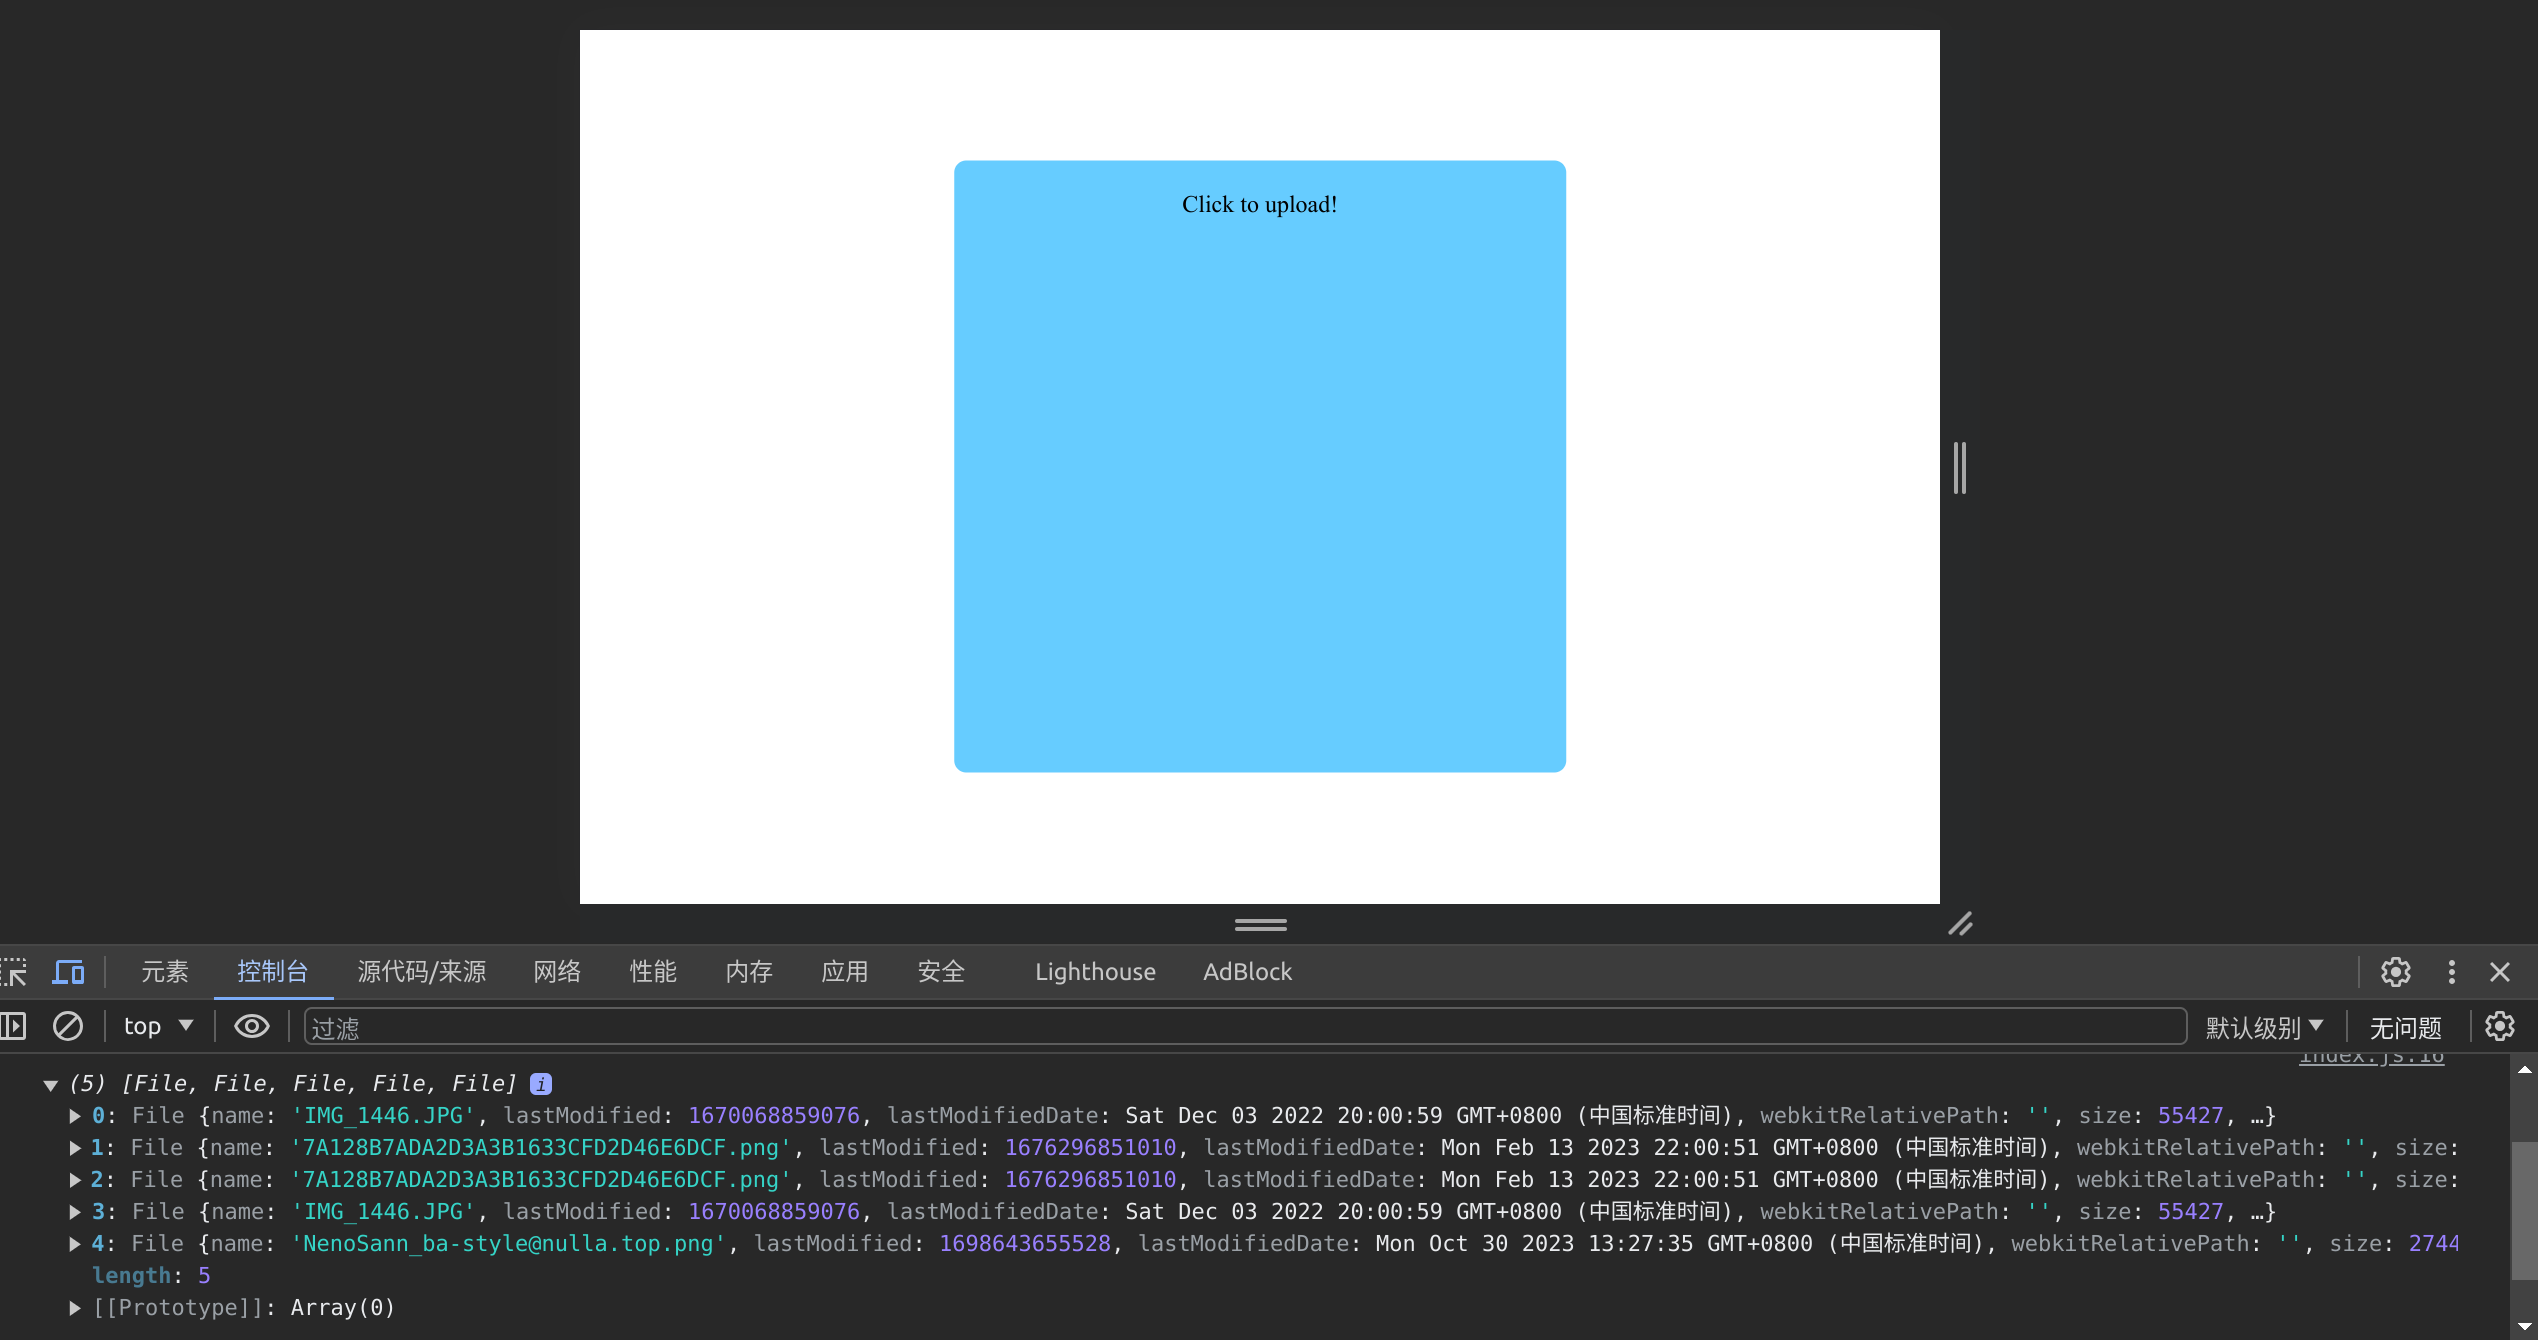 Click to upload!
元素 控制台 源代码/来源 网络 性能 内存 应用 安全 Lighthouse AdBlock
top 过滤 默认级别 无问题
index.js:16
(5) [File, File, File, File, File] i
0: File {name: 'IMG_1446.JPG', lastModified: 1670068859076, lastModifiedDate: Sat Dec 03 2022 20:00:59 GMT+0800 (中国标准时间), webkitRelativePath: '', size: 55427, …}
1: File {name: '7A128B7ADA2D3A3B1633CFD2D46E6DCF.png', lastModified: 1676296851010, lastModifiedDate: Mon Feb 13 2023 22:00:51 GMT+0800 (中国标准时间), webkitRelativePath: '', size:
2: File {name: '7A128B7ADA2D3A3B1633CFD2D46E6DCF.png', lastModified: 1676296851010, lastModifiedDate: Mon Feb 13 2023 22:00:51 GMT+0800 (中国标准时间), webkitRelativePath: '', size:
3: File {name: 'IMG_1446.JPG', lastModified: 1670068859076, lastModifiedDate: Sat Dec 03 2022 20:00:59 GMT+0800 (中国标准时间), webkitRelativePath: '', size: 55427, …}
4: File {name: 'NenoSann_ba-style@nulla.top.png', lastModified: 1698643655528, lastModifiedDate: Mon Oct 30 2023 13:27:35 GMT+0800 (中国标准时间), webkitRelativePath: '', size: 2744
length: 5
[[Prototype]]: Array(0)